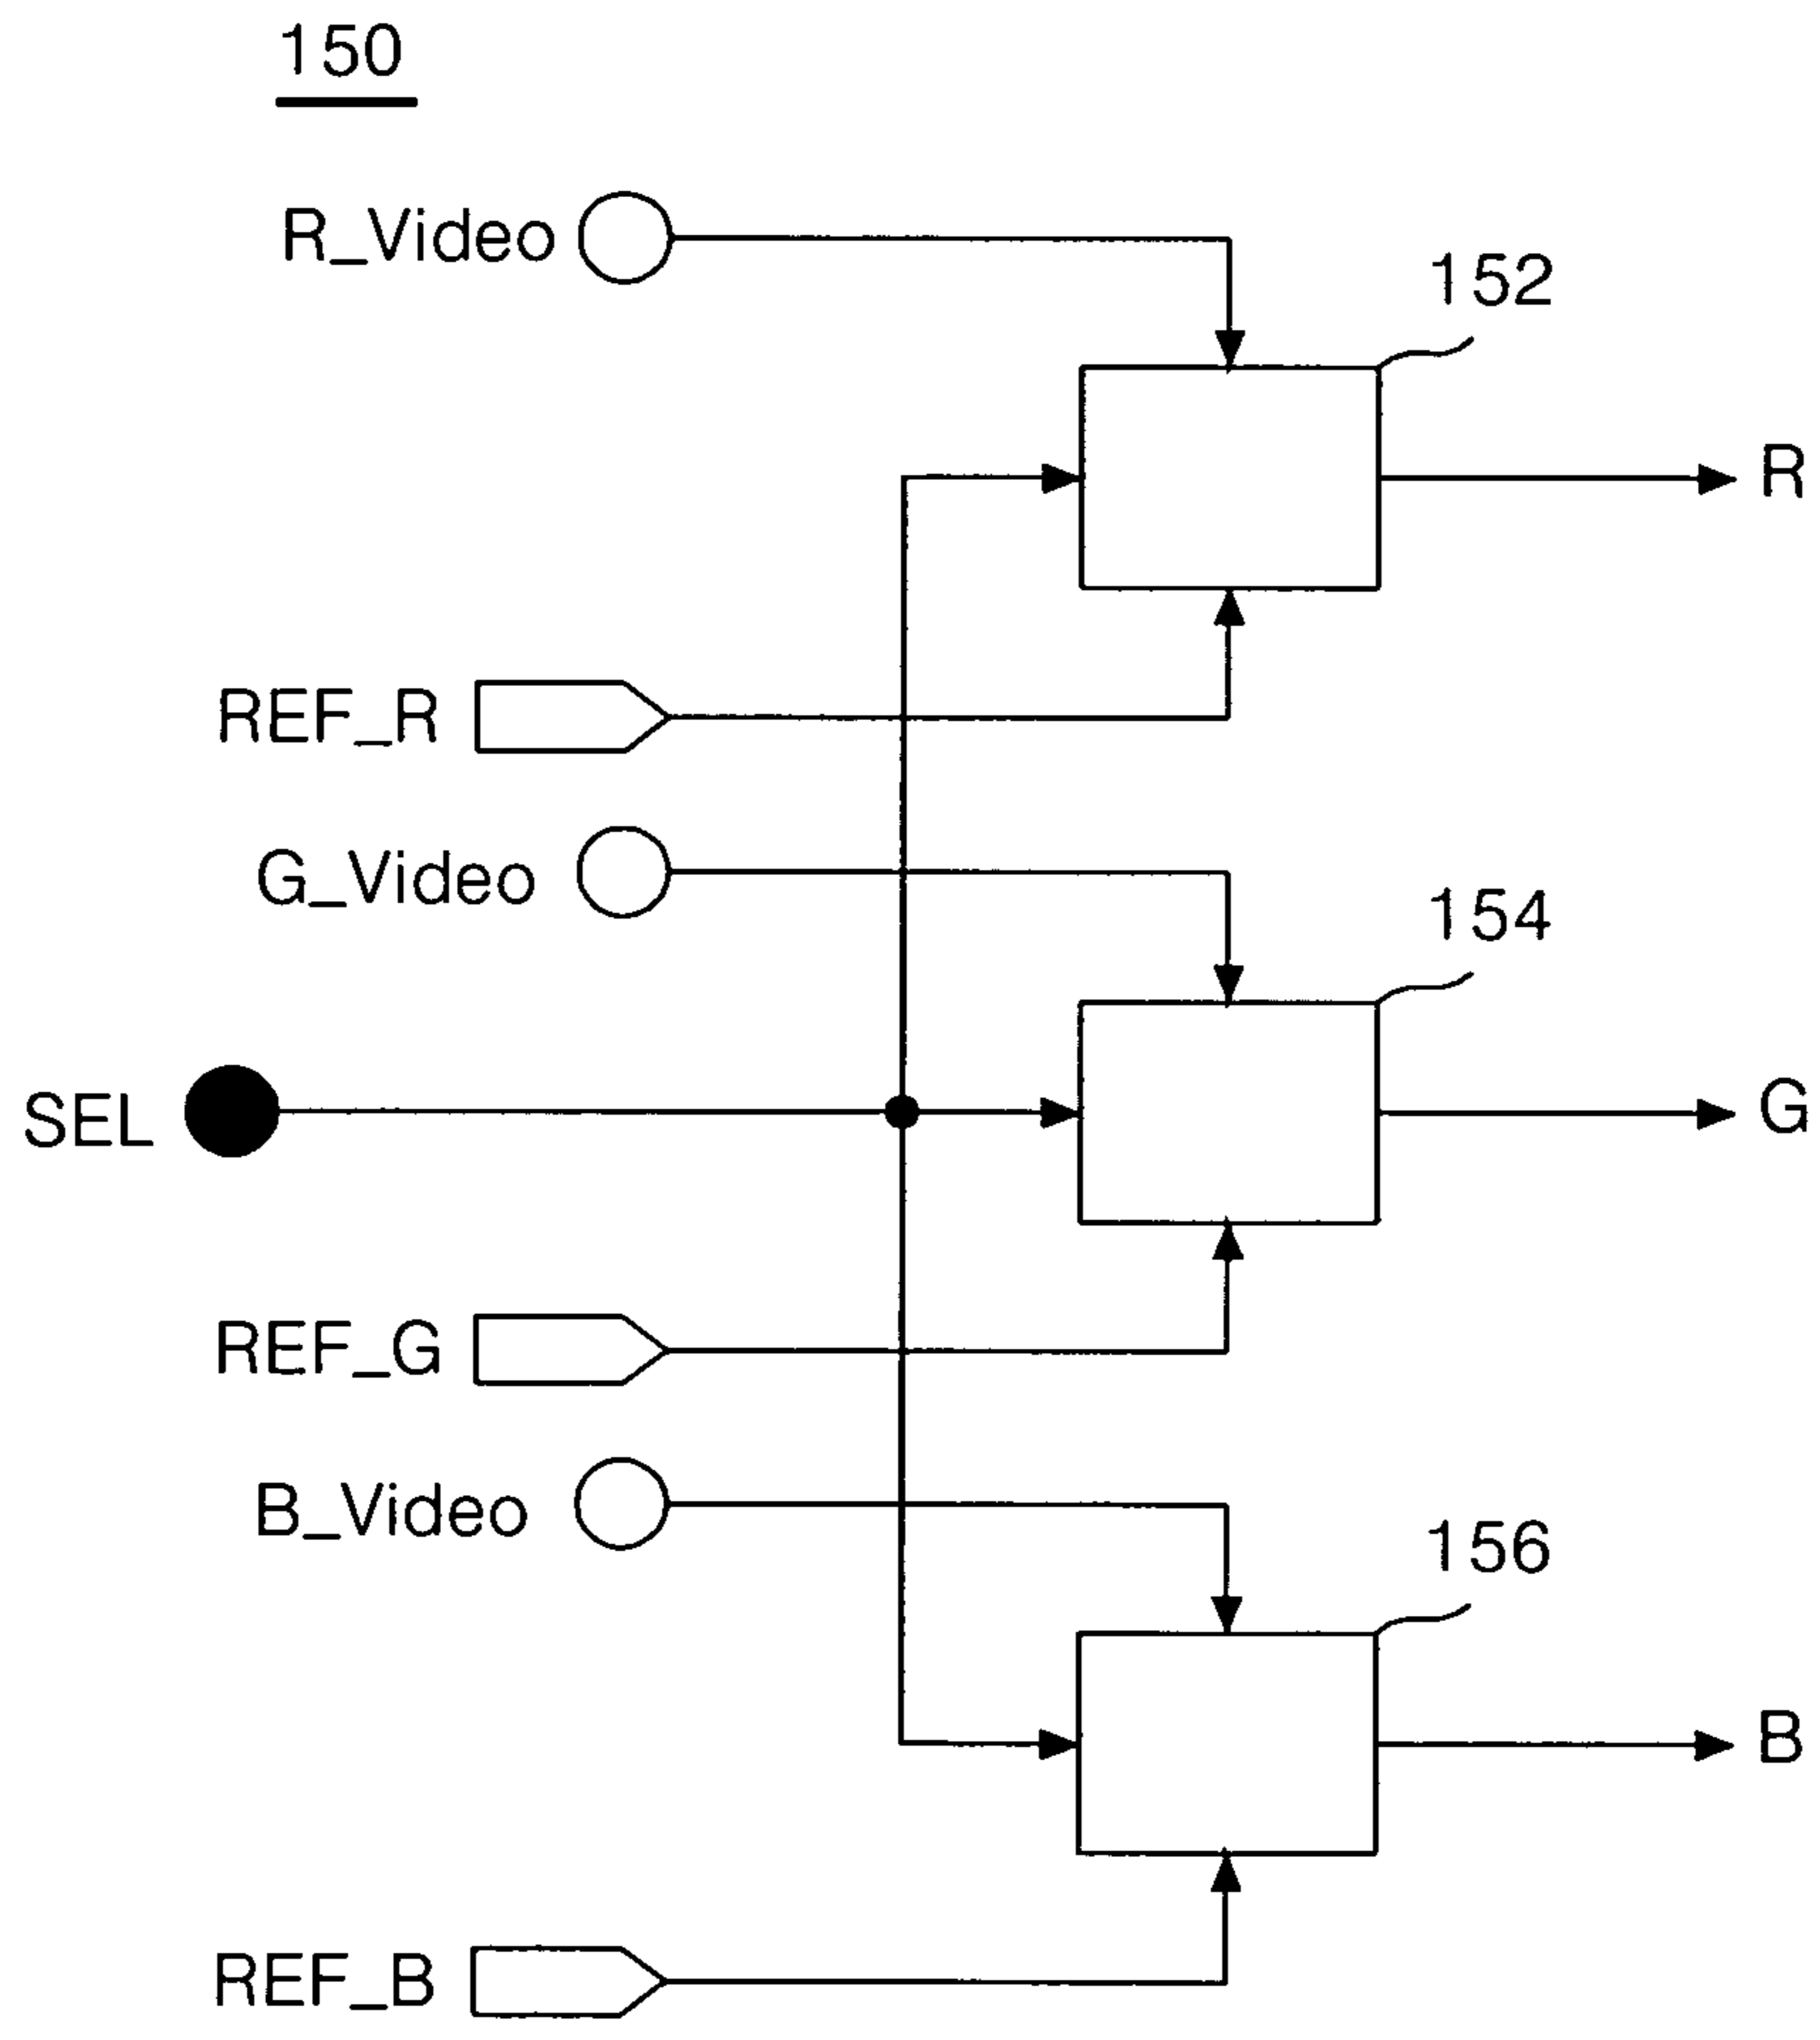 150
R_Video
152
R
REF_R
G_Video
154
SEL
G
REF_G
B_Video
156
B
REF_B